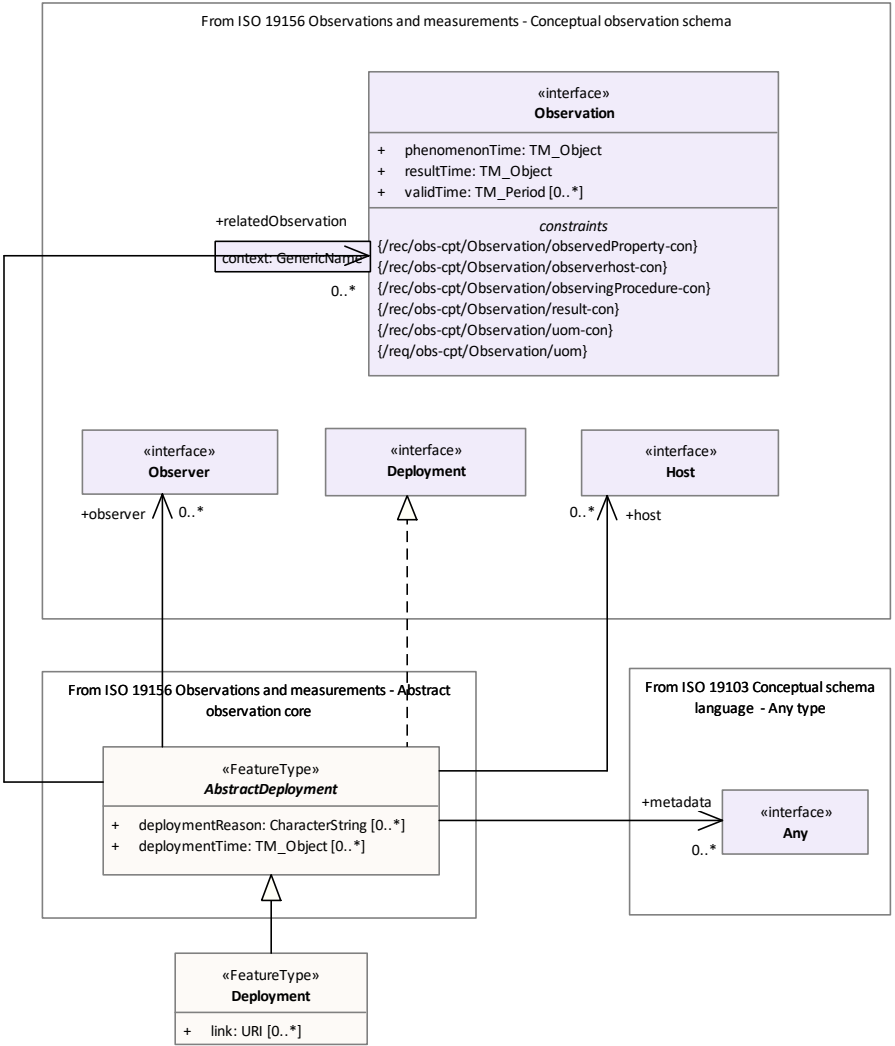 From ISO 19156 Observations and measurements - Conceptual observation schema
«interface»
Observation
+ phenomenonTime: TM_Object
+ resultTime: TM_Object
+ validTime: TM_Period [0..*]
constraints
{/rec/obs-cpt/Observation/observedProperty-con}
{/rec/obs-cpt/Observation/observerhost-con}
{/rec/obs-cpt/Observation/observingProcedure-con}
{/rec/obs-cpt/Observation/result-con}
{/rec/obs-cpt/Observation/uom-con}
{/req/obs-cpt/Observation/uom}
+relatedObservation
context: GenericName
0..*
«interface»
Observer
«interface»
Deployment
«interface»
Host
+observer 0..*
0..* +host
From ISO 19156 Observations and measurements - Abstract
observation core
From ISO 19103 Conceptual schema
language - Any type
«FeatureType»
AbstractDeployment
+ deploymentReason: CharacterString [0..*]
+ deploymentTime: TM_Object [0..*]
+metadata
0..*
«interface»
Any
«FeatureType»
Deployment
+ link: URI [0..*]